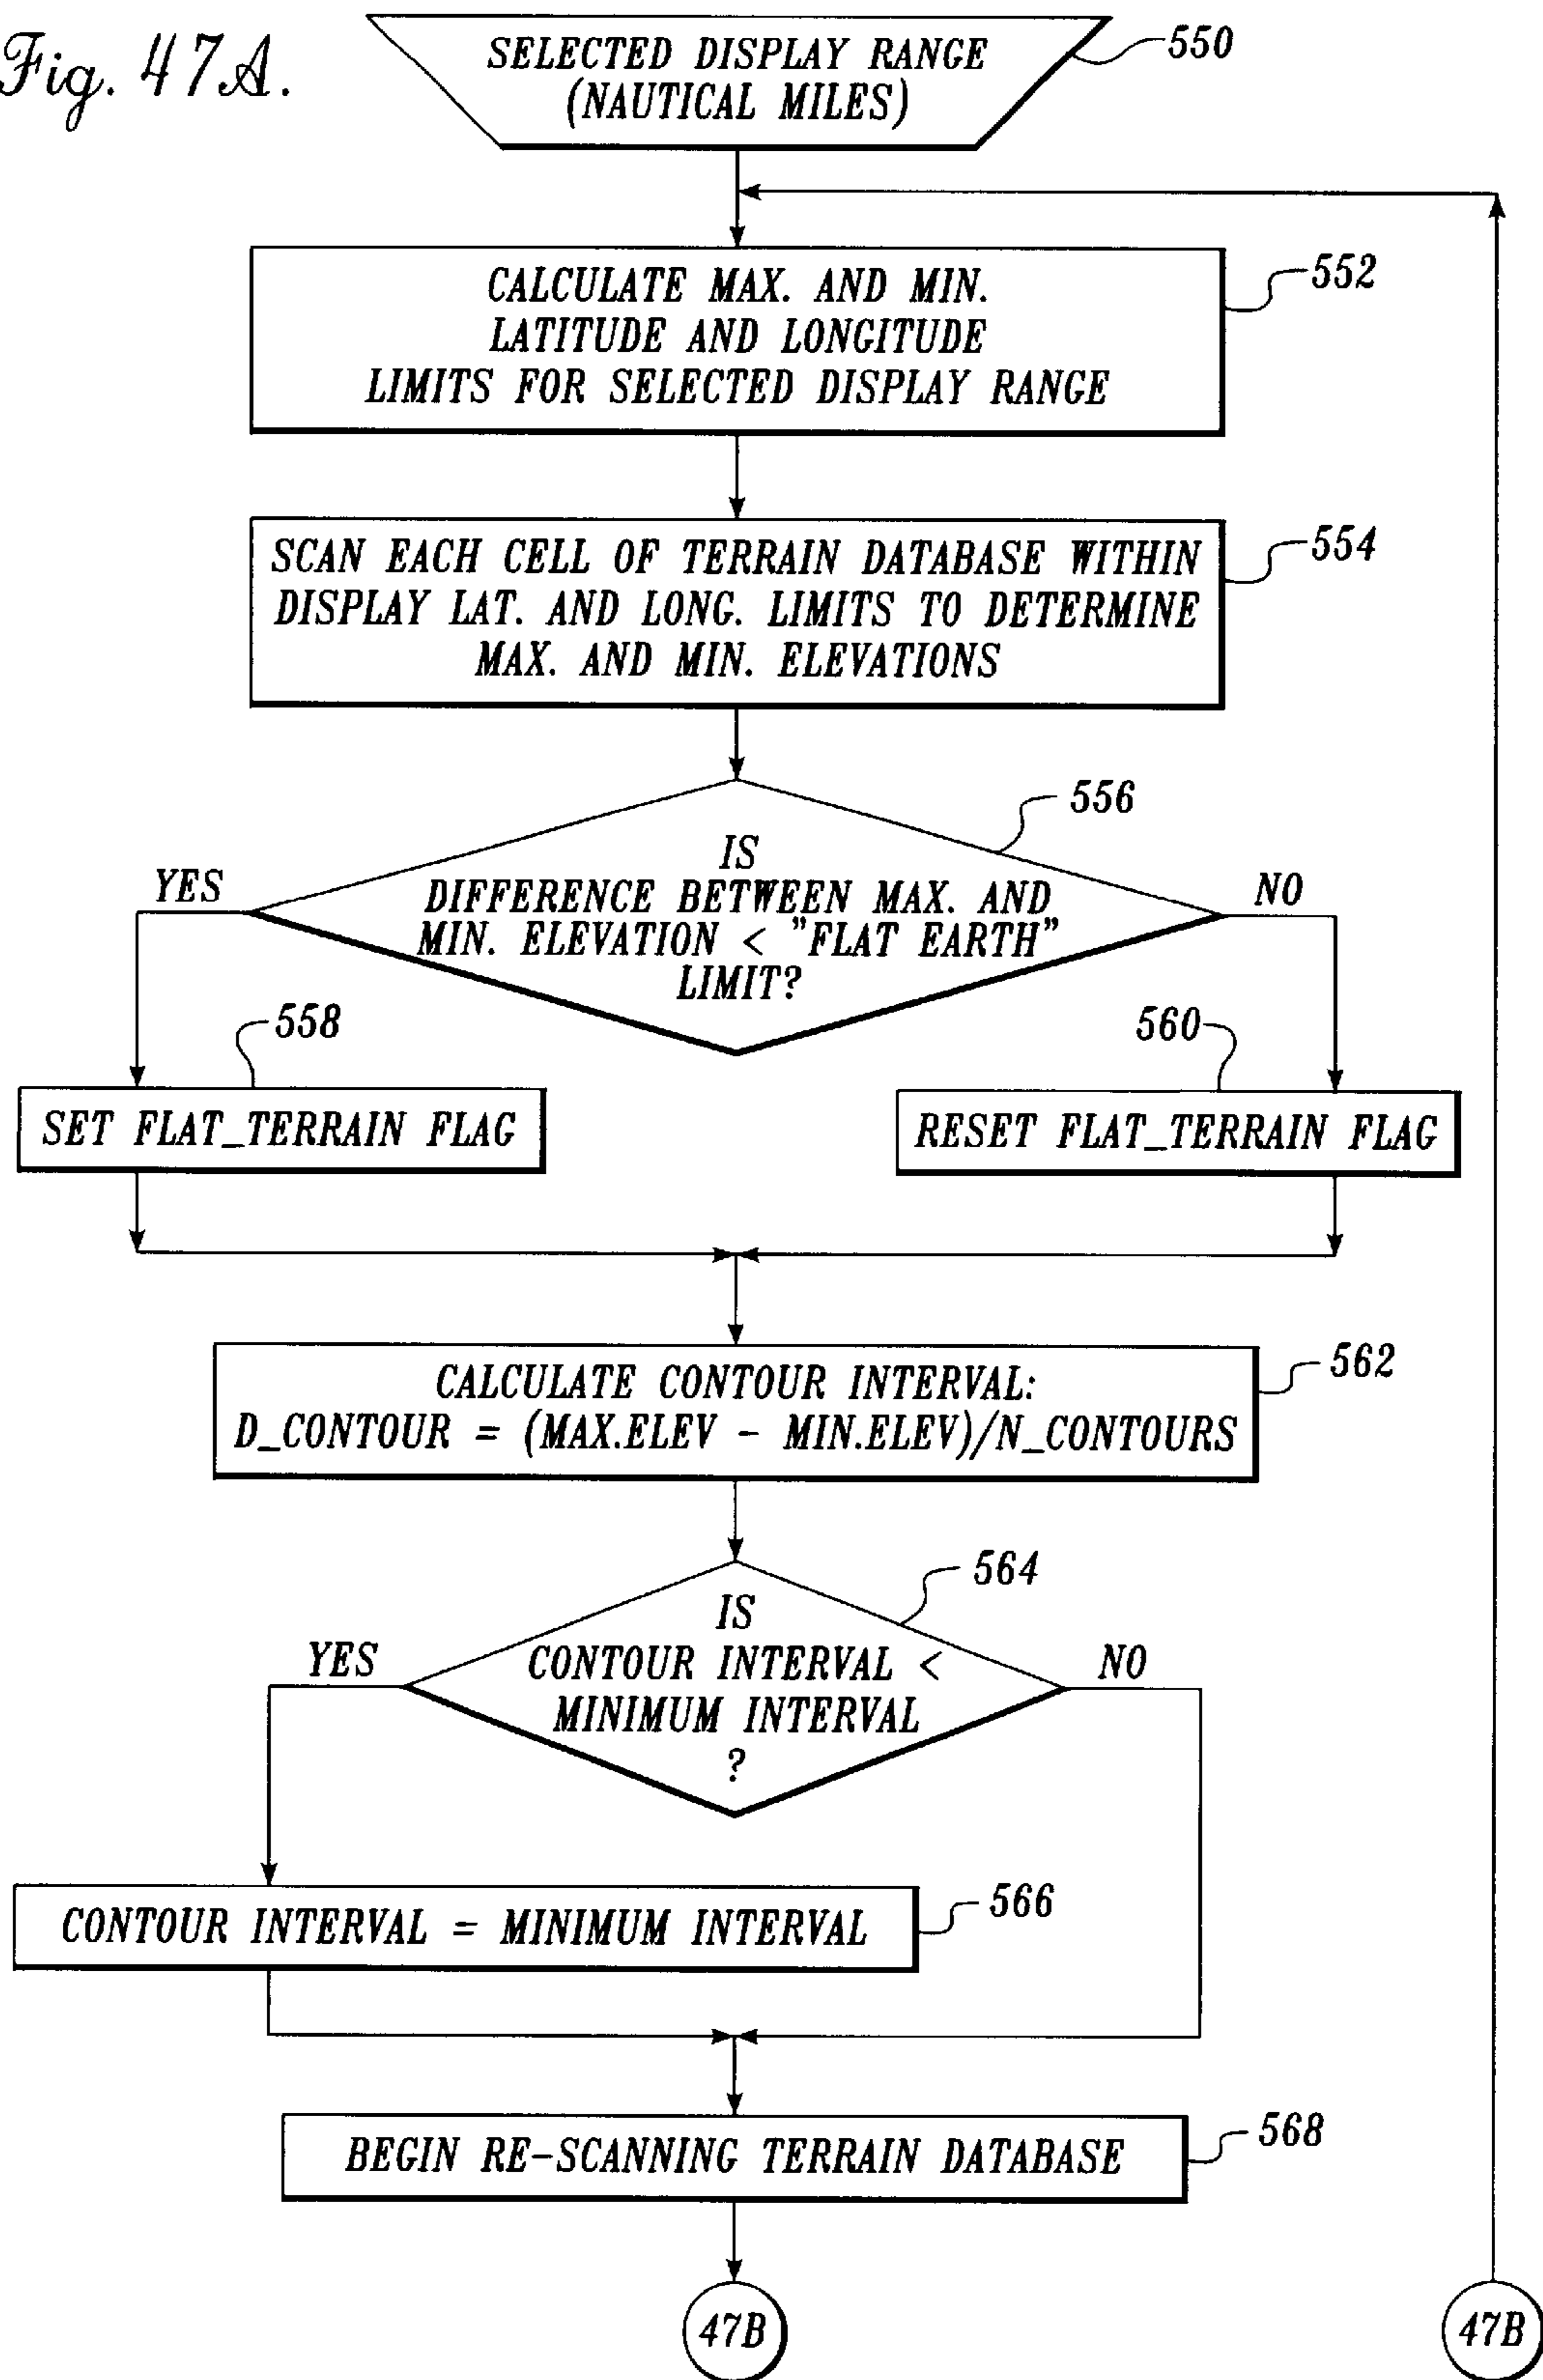 Fig. 47A.
SELECTED DISPLAY RANGE
(NAUTICAL MILES)
550
CALCULATE MAX. AND MIN.
LATITUDE AND LONGITUDE
LIMITS FOR SELECTED DISPLAY RANGE
552
SCAN EACH CELL OF TERRAIN DATABASE WITHIN
DISPLAY LAT. AND LONG. LIMITS TO DETERMINE
MAX. AND MIN. ELEVATIONS
554
556
IS
DIFFERENCE BETWEEN MAX. AND
MIN. ELEVATION < "FLAT EARTH"
LIMIT?
YES
NO
558
SET FLAT_TERRAIN FLAG
560
RESET FLAT_TERRAIN FLAG
CALCULATE CONTOUR INTERVAL:
D_CONTOUR = (MAX.ELEV - MIN.ELEV)/N_CONTOURS
562
564
IS
CONTOUR INTERVAL <
MINIMUM INTERVAL
?
YES
NO
CONTOUR INTERVAL = MINIMUM INTERVAL
566
BEGIN RE-SCANNING TERRAIN DATABASE
568
47B
47B